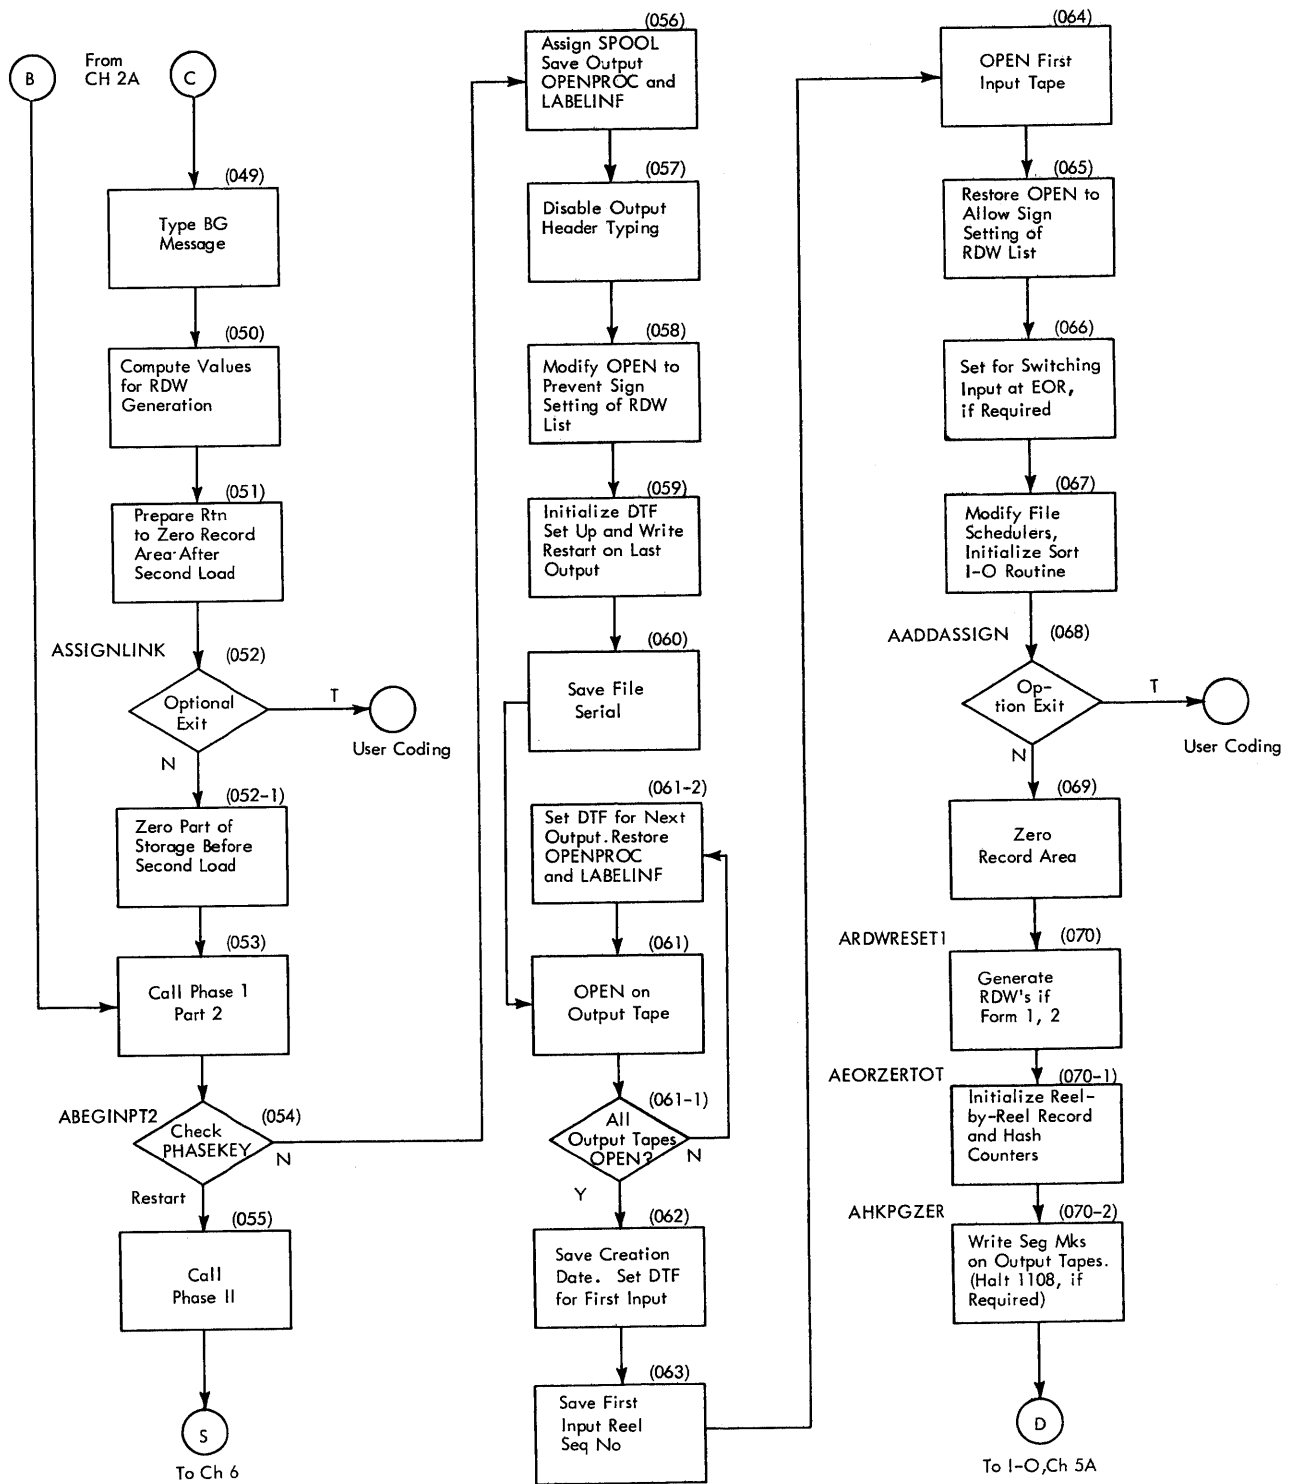 B
From
CH 2A
C
(049)
Type BG
Message
(050)
Compute Values
for RDW
Generation
(051)
Prepare Rtn
to Zero Record
Area After
Second Load
ASSIGNLINK
(052)
Optional
Exit
T
User Coding
N
(052-1)
Zero Part of
Storage Before
Second Load
(053)
Call Phase 1
Part 2
ABEGINPT2
(054)
Check
PHASEKEY
N
Restart
(055)
Call
Phase II
S
To Ch 6
(056)
Assign SPOOL
Save Output
OPENPROC and
LABELINF
(057)
Disable Output
Header Typing
(058)
Modify OPEN to
Prevent Sign
Setting of RDW
List
(059)
Initialize DTF
Set Up and Write
Restart on Last
Output
(060)
Save File
Serial
(061-2)
Set DTF for Next
Output. Restore
OPENPROC
and LABELINF
(061)
OPEN on
Output Tape
(061-1)
All
Output Tapes
OPEN?
N
Y
(062)
Save Creation
Date. Set DTF
for First Input
(063)
Save First
Input Reel
Seq No
(064)
OPEN First
Input Tape
(065)
Restore OPEN to
Allow Sign
Setting of
RDW List
(066)
Set for Switching
Input at EOR,
if Required
(067)
Modify File
Schedulers,
Initialize Sort
I-O Routine
AADDASSIGN
(068)
Op-
tion Exit
T
User Coding
N
(069)
Zero
Record Area
ARDWRESET1
(070)
Generate
RDW's if
Form 1, 2
AEORZERTOT
(070-1)
Initialize Reel-
by-Reel Record
and Hash
Counters
AHKPGZER
(070-2)
Write Seg Mks
on Output Tapes.
(Halt 1108, if
Required)
D
To I-O,Ch 5A